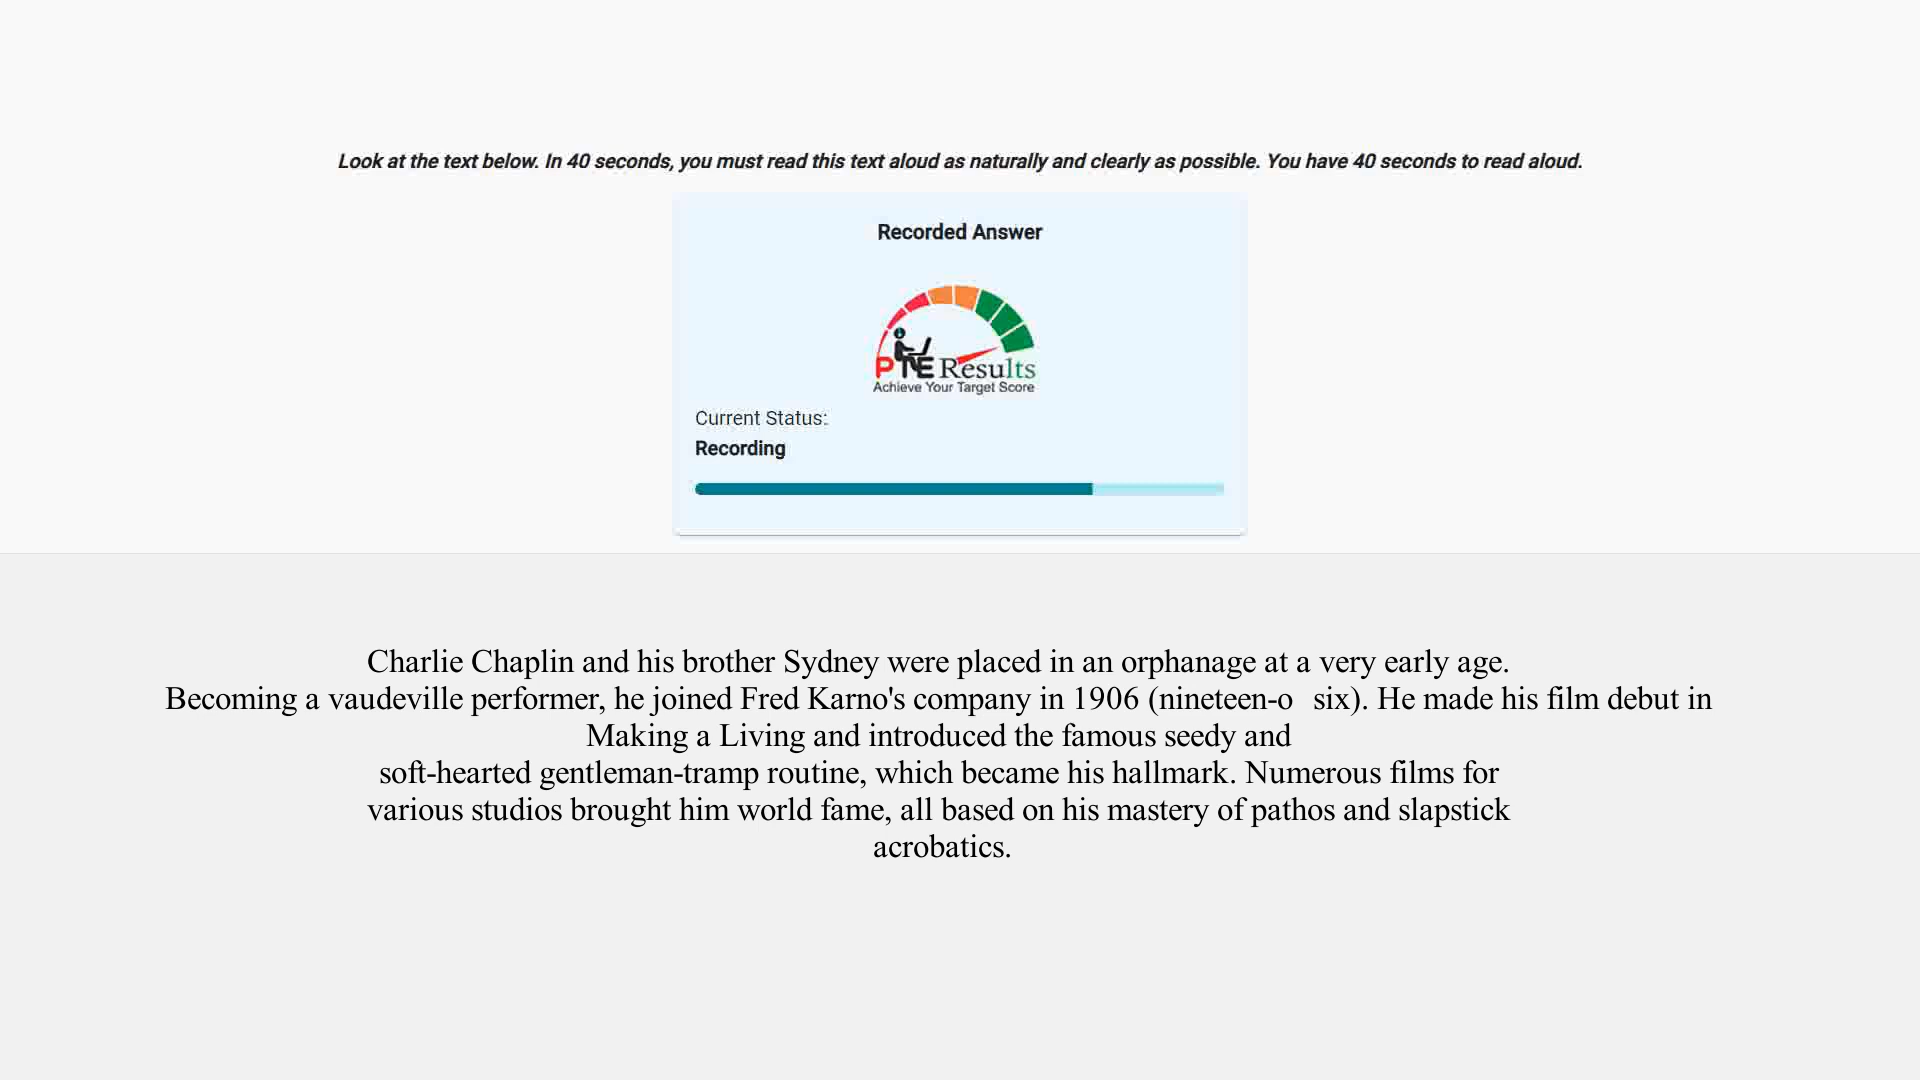 Look at the text below. In 40 seconds, you must read this text aloud as naturally and clearly as possible. You have 40 seconds to read aloud.
Recorded Answer
PTE Results
Achieve Your Target Score
Current Status:
Recording
Charlie Chaplin and his brother Sydney were placed in an orphanage at a very early age.
Becoming a vaudeville performer, he joined Fred Karno's company in 1906 (nineteen-o six). He made his film debut in
Making a Living and introduced the famous seedy and
soft-hearted gentleman-tramp routine, which became his hallmark. Numerous films for
various studios brought him world fame, all based on his mastery of pathos and slapstick
acrobatics.